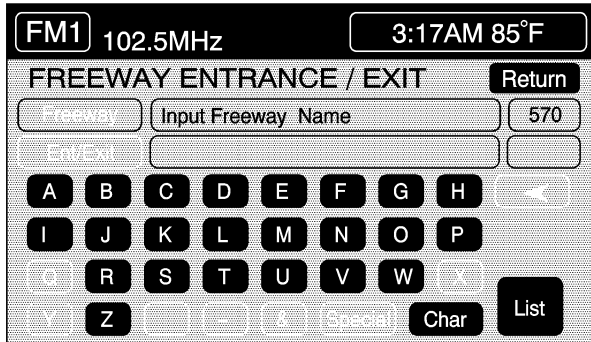 FM1 102.5MHz 3:17AM 85°F
FREEWAY ENTRANCE / EXIT Return
Freeway Input Freeway Name 570
Ent/Exit
A B C D E F G H
I J K L M N O P
Q R S T U V W X
Y Z - & Special Char List